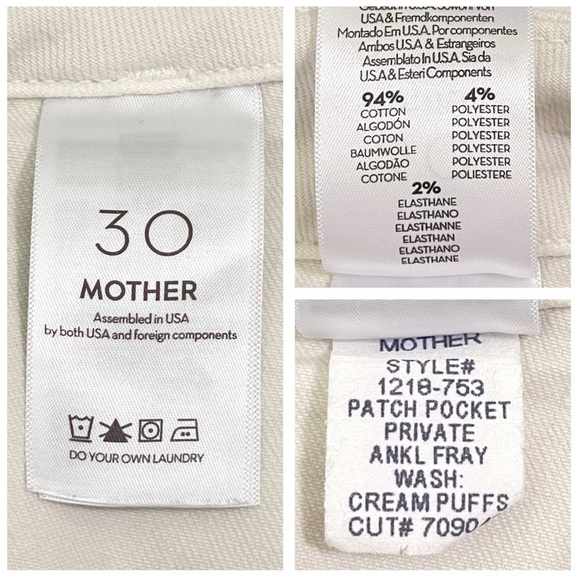 30
MOTHER
Assembled in USA
by both USA and foreign components
DO YOUR OWN LAUNDRY
USA & Fremdkomponenten
Montado Em U.S.A. Por componentes
Ambos U.S.A & Estrangeiros
Assemblato In U.S.A. Sia da
U.S.A & Esteri Components
94%
COTTON
ALGODÓN
COTON
BAUMWOLLE
ALGODÃO
COTONE
4%
POLYESTER
POLYESTER
POLYESTER
POLYESTER
POLYESTER
POLIESTERE
2%
ELASTHANE
ELASTHANO
ELASTHANNE
ELASTHAN
ELASTHANO
ELASTHANE
MOTHER
STYLE#
1218-753
PATCH POCKET
PRIVATE
ANKL FRAY
WASH:
CREAM PUFFS
CUT# 7090